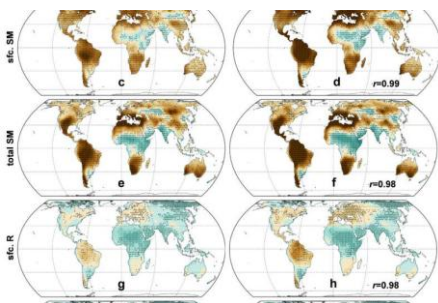 sfc. SM
c
d
r=0.99
total SM
e
f
r=0.98
sfc. R
g
h
r=0.98